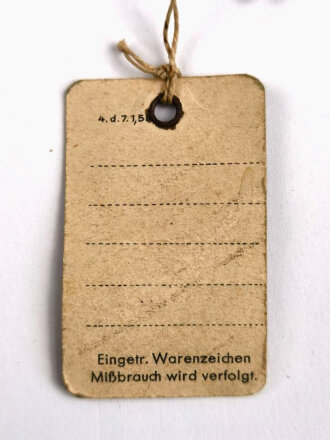 4. d. 7. 1,5
Eingetr. Warenzeichen
Mißbrauch wird verfolgt.